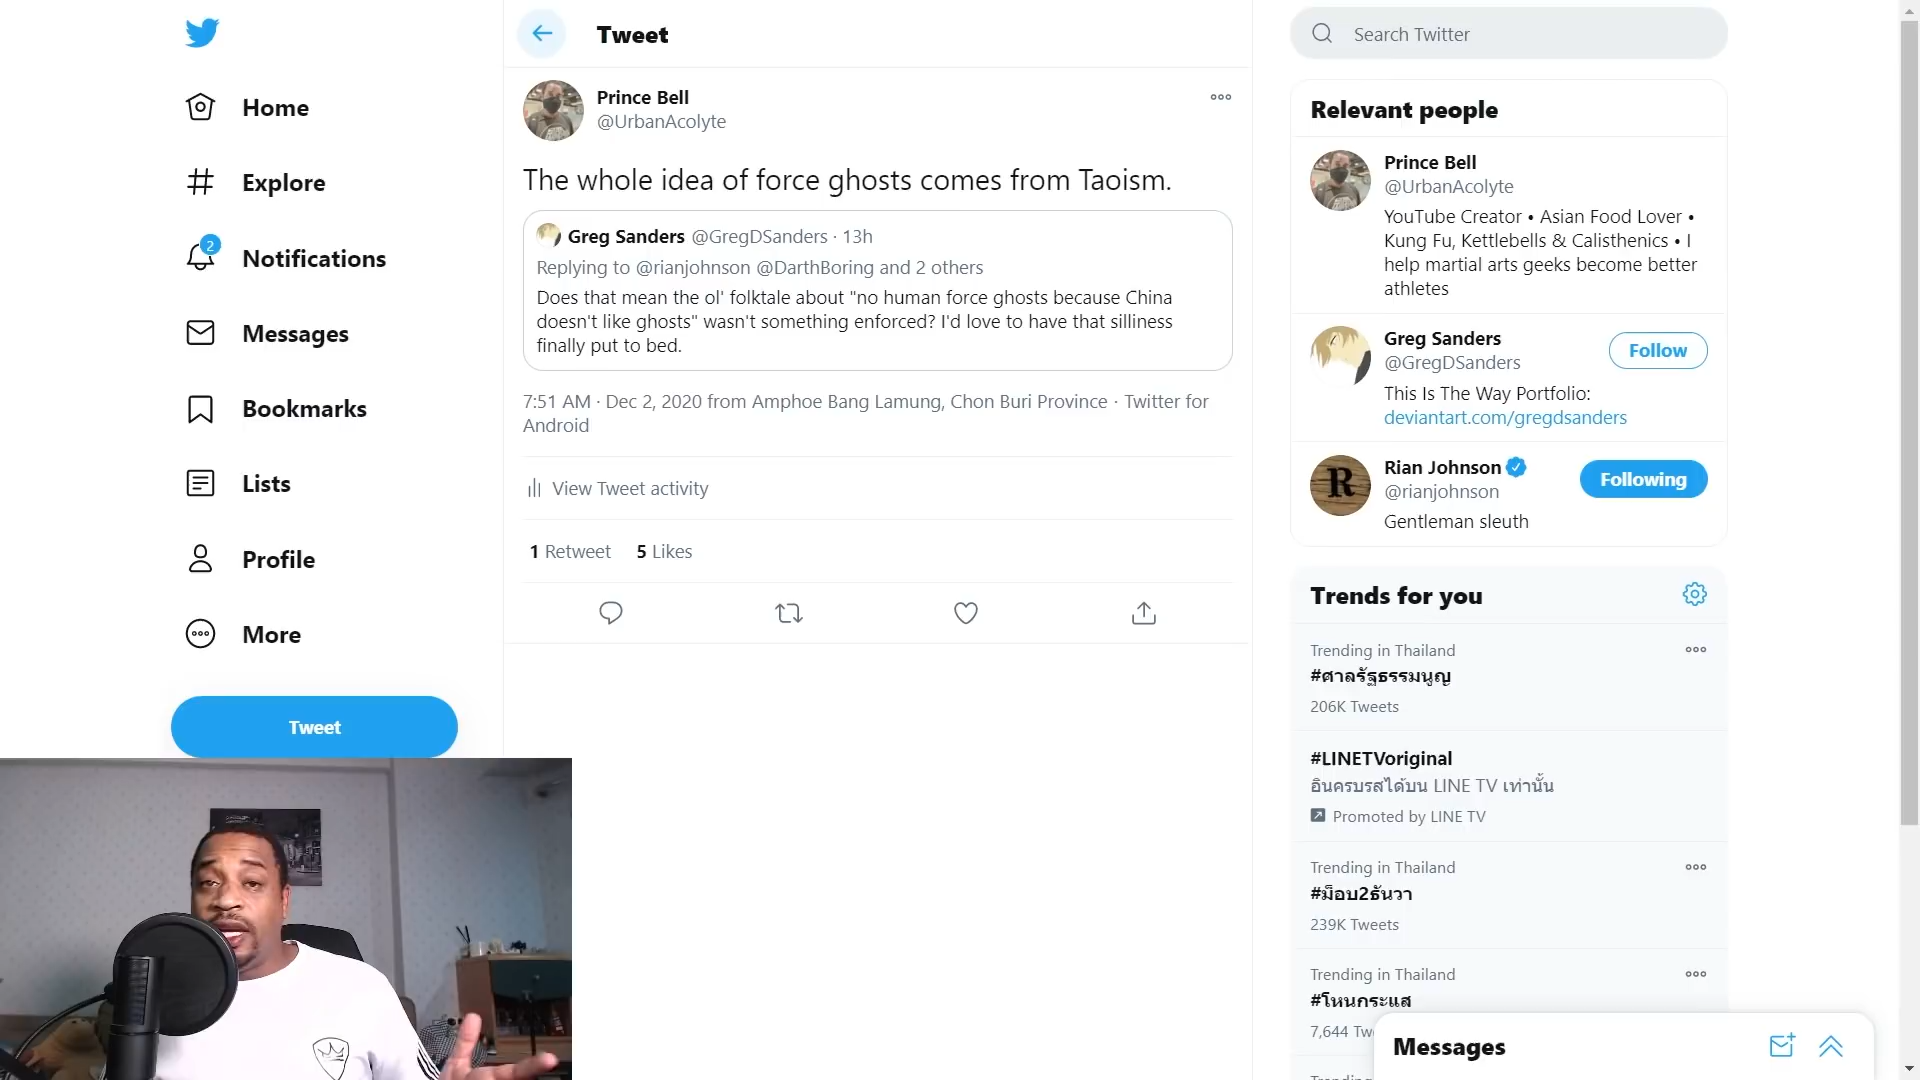 Home
Explore
2
Notifications
Messages
Bookmarks
Lists
Profile
More
Tweet
Tweet
Prince Bell
@UrbanAcolyte
The whole idea of force ghosts comes from Taoism.
Greg Sanders @GregDSanders · 13h
Replying to @rianjohnson @DarthBoring and 2 others
Does that mean the ol' folktale about "no human force ghosts because China
doesn't like ghosts" wasn't something enforced? I'd love to have that silliness
finally put to bed.
7:51 AM · Dec 2, 2020 from Amphoe Bang Lamung, Chon Buri Province · Twitter for
Android
View Tweet activity
1 Retweet 5 Likes
Search Twitter
Relevant people
Prince Bell
@UrbanAcolyte
YouTube Creator • Asian Food Lover •
Kung Fu, Kettlebells & Calisthenics • I
help martial arts geeks become better
athletes
Greg Sanders
@GregDSanders
Follow
This Is The Way Portfolio:
deviantart.com/gregdsanders
R
Rian Johnson
@rianjohnson
Following
Gentleman sleuth
Trends for you
Trending in Thailand
#ศาลรัฐธรรมนูญ
206K Tweets
#LINETVoriginal
อินครบรสได้บน LINE TV เท่านั้น
Promoted by LINE TV
Trending in Thailand
#ม็อบ2ธันวา
239K Tweets
Trending in Thailand
#โหนกระแส
7,644 Tw
Messages